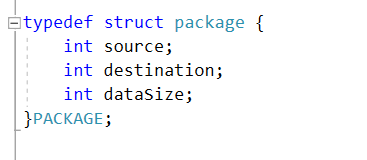 typedef struct package {
    int source;
    int destination;
    int dataSize;
}PACKAGE;